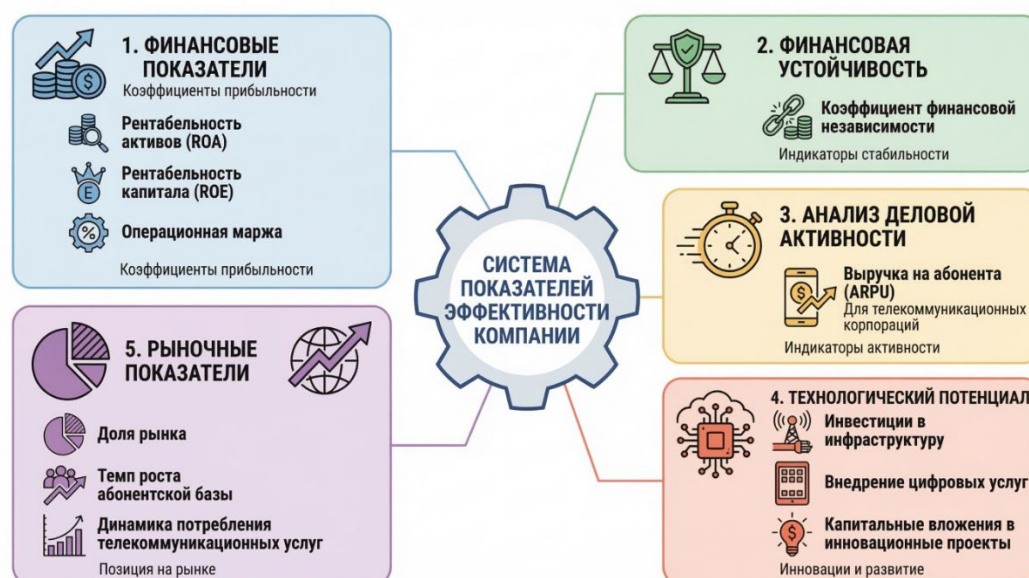 1. ФИНАНСОВЫЕ
ПОКАЗАТЕЛИ
Коэффициенты прибыльности
$
Рентабельность
активов (ROA)
E
Рентабельность
капитала (ROE)
%
Операционная маржа
Коэффициенты прибыльности
2. ФИНАНСОВАЯ
УСТОЙЧИВОСТЬ
Коэффициент финансовой
независимости
Индикаторы стабильности
3. АНАЛИЗ ДЕЛОВОЙ
АКТИВНОСТИ
$
Выручка на абонента
(ARPU)
Для телекоммуникационных
корпораций
Индикаторы активности
4. ТЕХНОЛОГИЧЕСКИЙ ПОТЕНЦИАЛ
Инвестиции в
инфраструктуру
Внедрение цифровых услуг
$
Капитальные вложения в
инновационные проекты
Инновации и развитие
5. РЫНОЧНЫЕ
ПОКАЗАТЕЛИ
Доля рынка
Темп роста
абонентской базы
Динамика потребления
телекоммуникационных услуг
Позиция на рынке
СИСТЕМА
ПОКАЗАТЕЛЕЙ
ЭФФЕКТИВНОСТИ
КОМПАНИИ